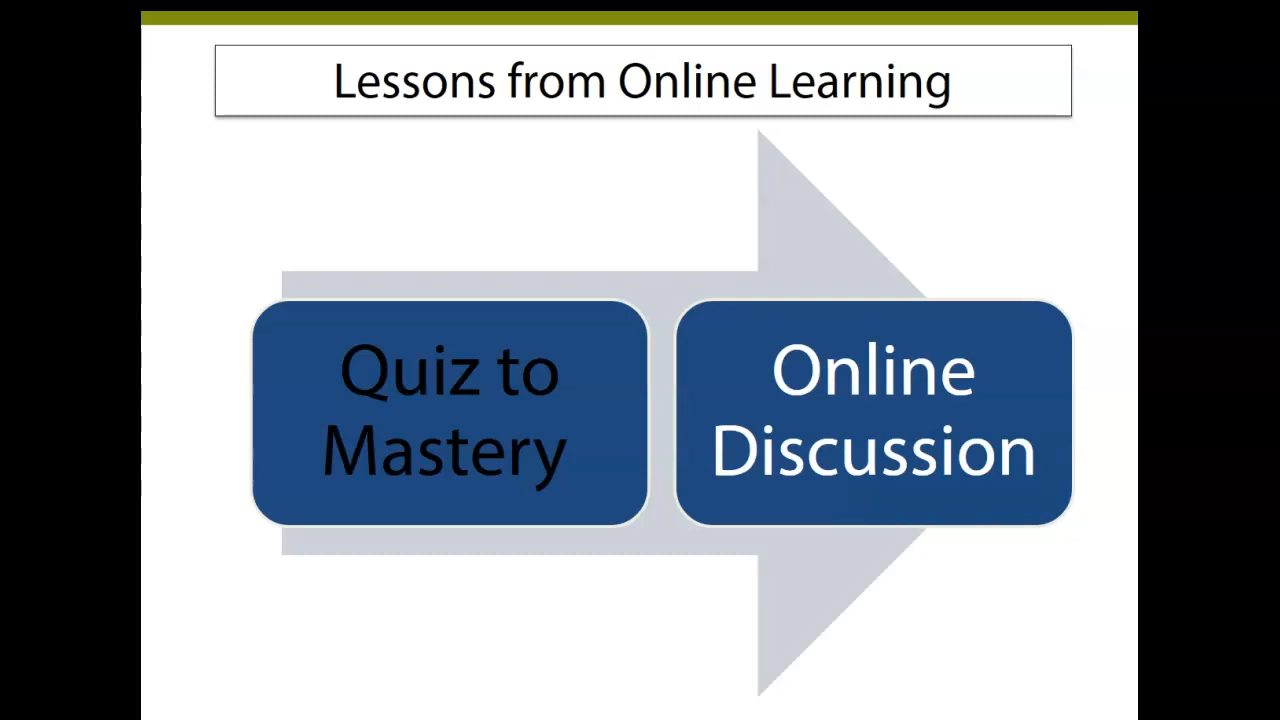 Lessons from Online Learning
Quiz to
Mastery
Online
Discussion